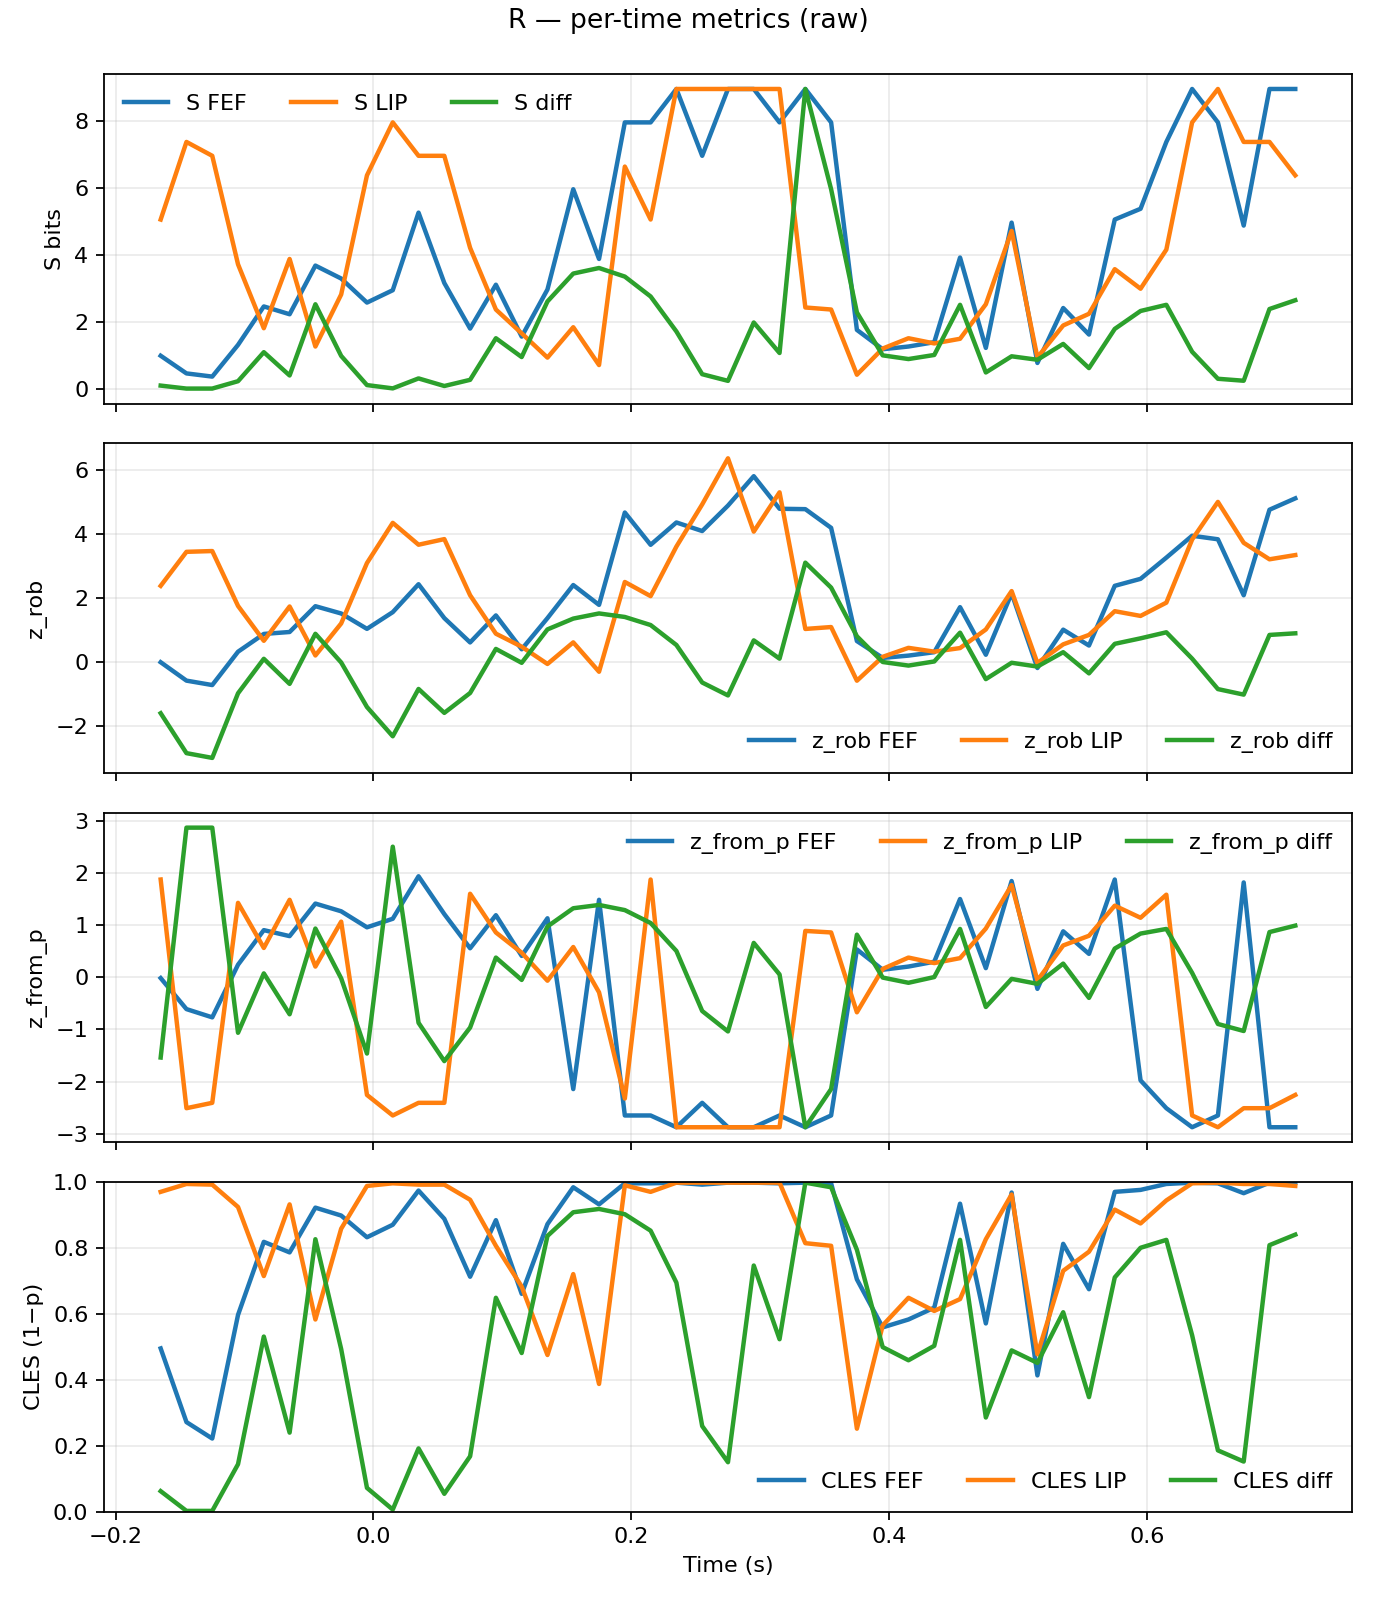 R — per-time metrics (raw)
S FEF S LIP S diff
8
6
4
2
0
S bits
6
4
2
0
−2
z_rob
z_rob FEF z_rob LIP z_rob diff
3
2
1
0
−1
−2
−3
z_from_p
z_from_p FEF z_from_p LIP z_from_p diff
1.0
0.8
0.6
0.4
0.2
0.0
CLES (1−p)
CLES FEF CLES LIP CLES diff
−0.2 0.0 0.2 0.4 0.6
Time (s)